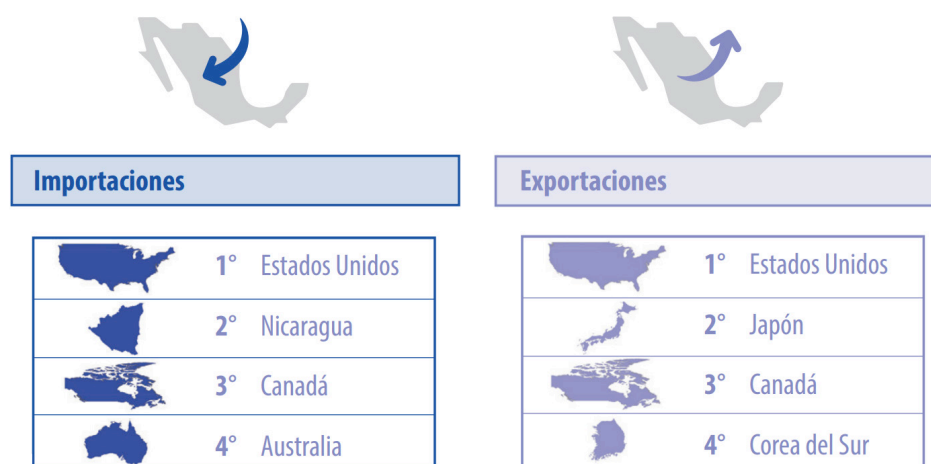 Importaciones
1° Estados Unidos
2° Nicaragua
3° Canadá
4° Australia
Exportaciones
1° Estados Unidos
2° Japón
3° Canadá
4° Corea del Sur